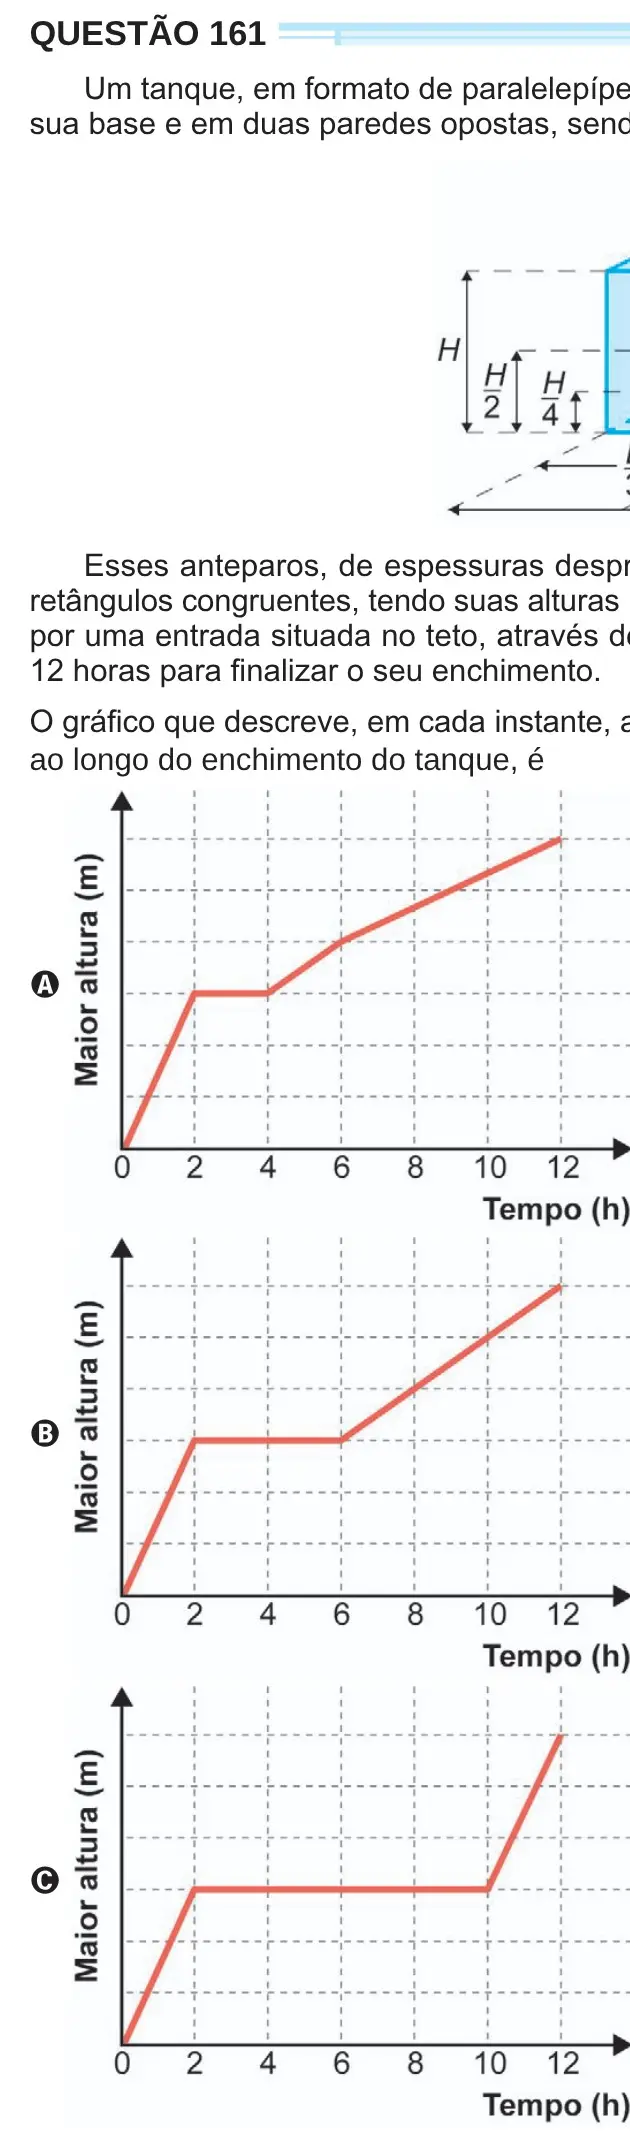 QUESTÃO 161
Um tanque, em formato de paralelepípe
sua base e em duas paredes opostas, send
H
H
2
H
4
Esses anteparos, de espessuras despr
retângulos congruentes, tendo suas alturas
por uma entrada situada no teto, através de
12 horas para finalizar o seu enchimento.
O gráfico que descreve, em cada instante, a
ao longo do enchimento do tanque, é
A
Maior altura (m)
0 2 4 6 8 10 12
Tempo (h)
B
Maior altura (m)
0 2 4 6 8 10 12
Tempo (h)
C
Maior altura (m)
0 2 4 6 8 10 12
Tempo (h)